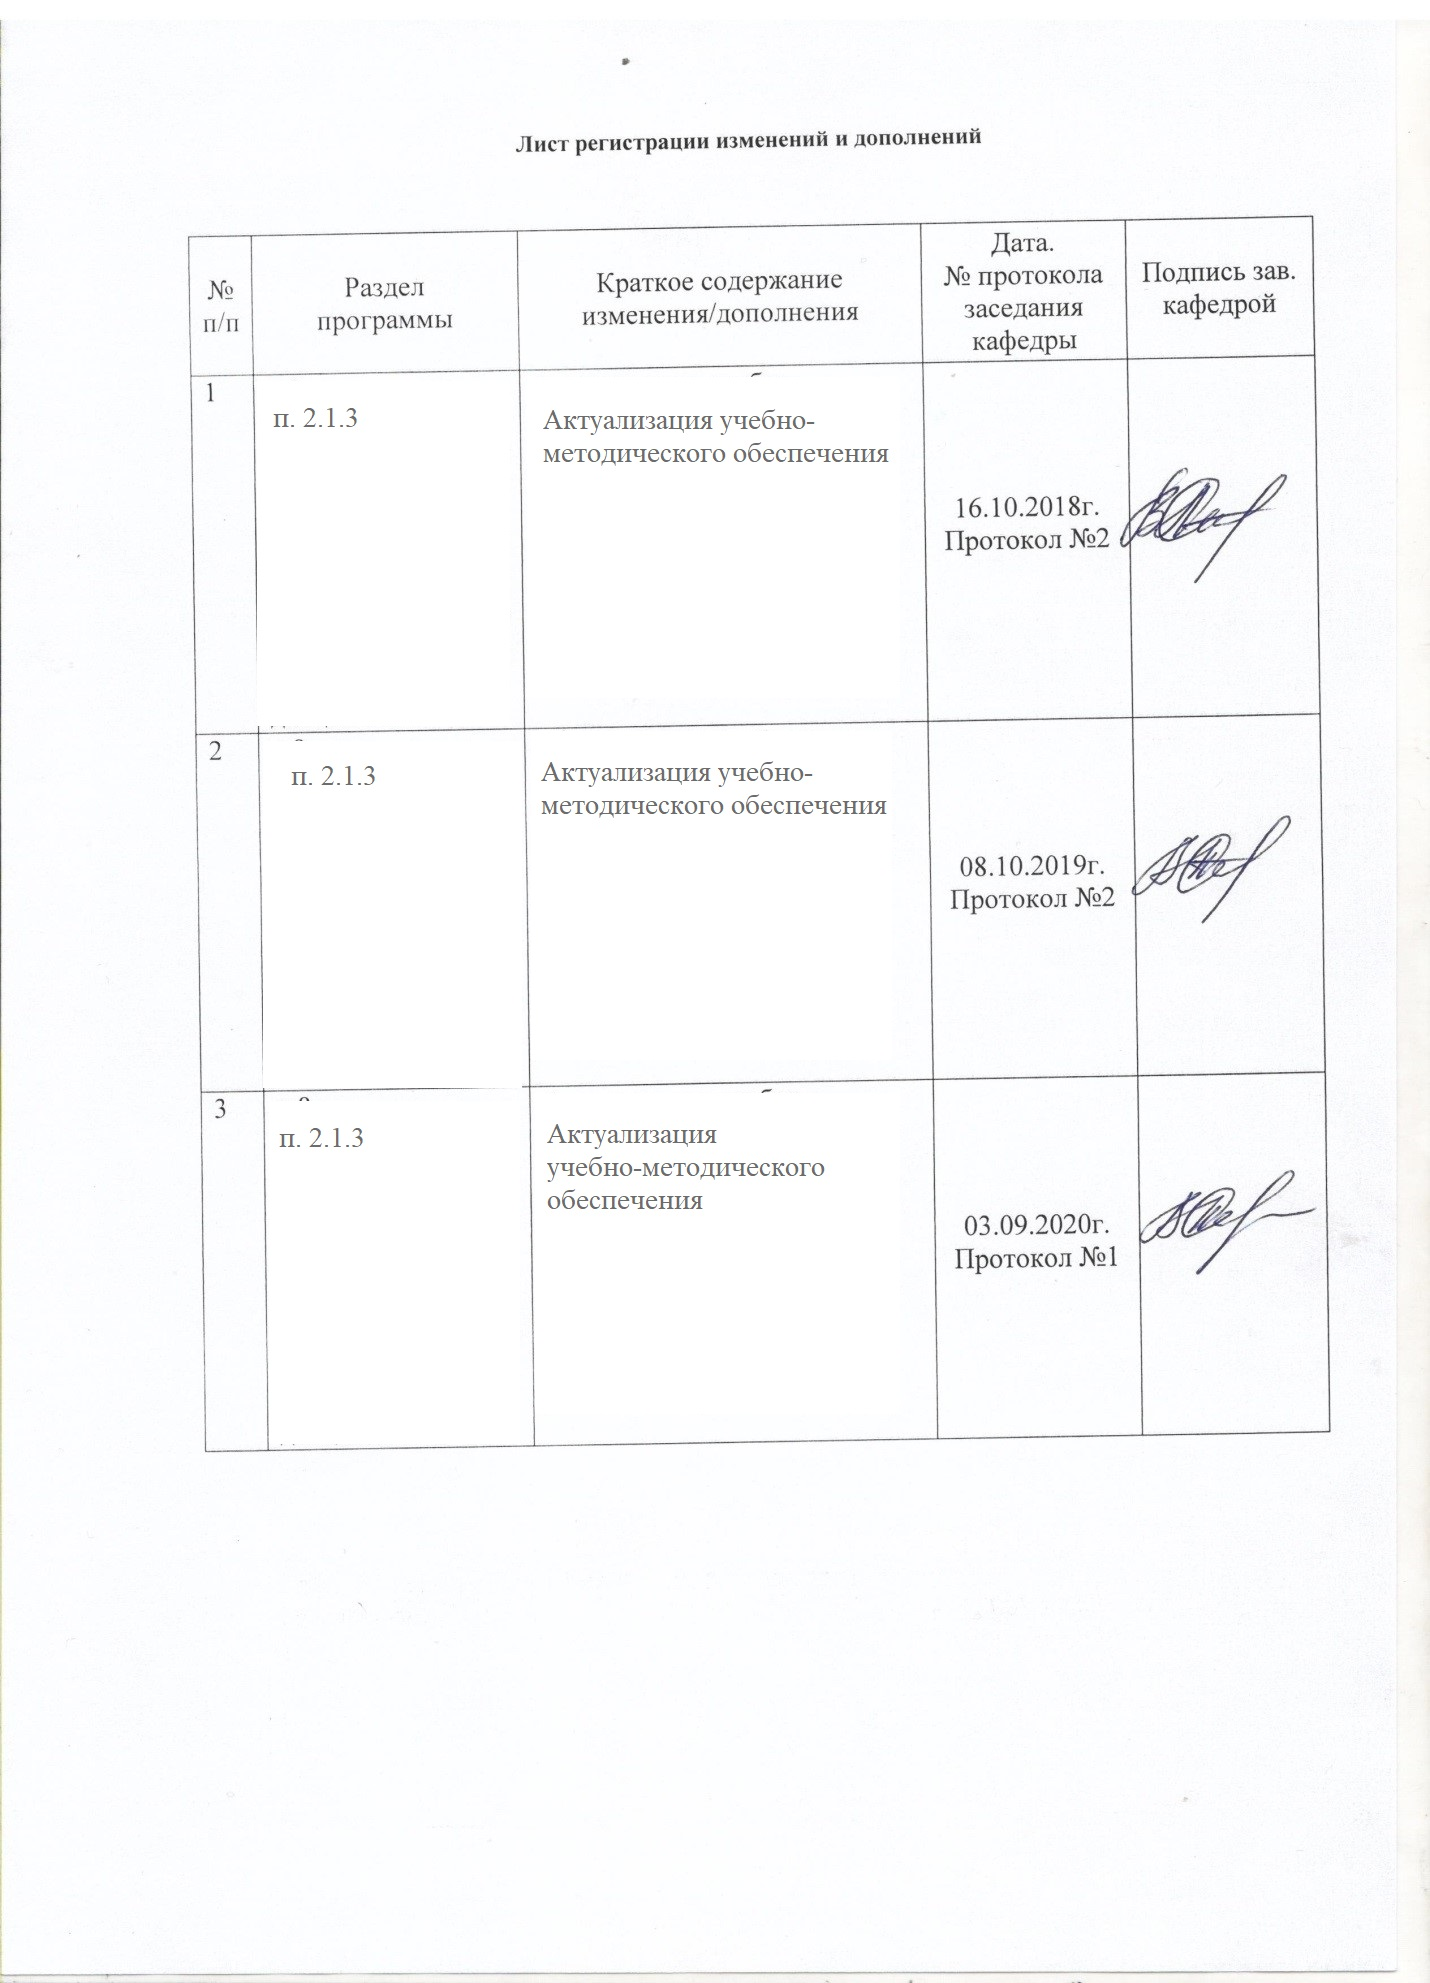 Лист регистрации изменений и дополнений
№
п/п
Раздел
программы
Краткое содержание
изменения/дополнения
Дата.
№ протокола
заседания
кафедры
Подпись зав.
кафедрой
1
п. 2.1.3
Актуализация учебно-
методического обеспечения
16.10.2018г.
Протокол №2
2
п. 2.1.3
Актуализация учебно-
методического обеспечения
08.10.2019г.
Протокол №2
3
п. 2.1.3
Актуализация
учебно-методического
обеспечения
03.09.2020г.
Протокол №1